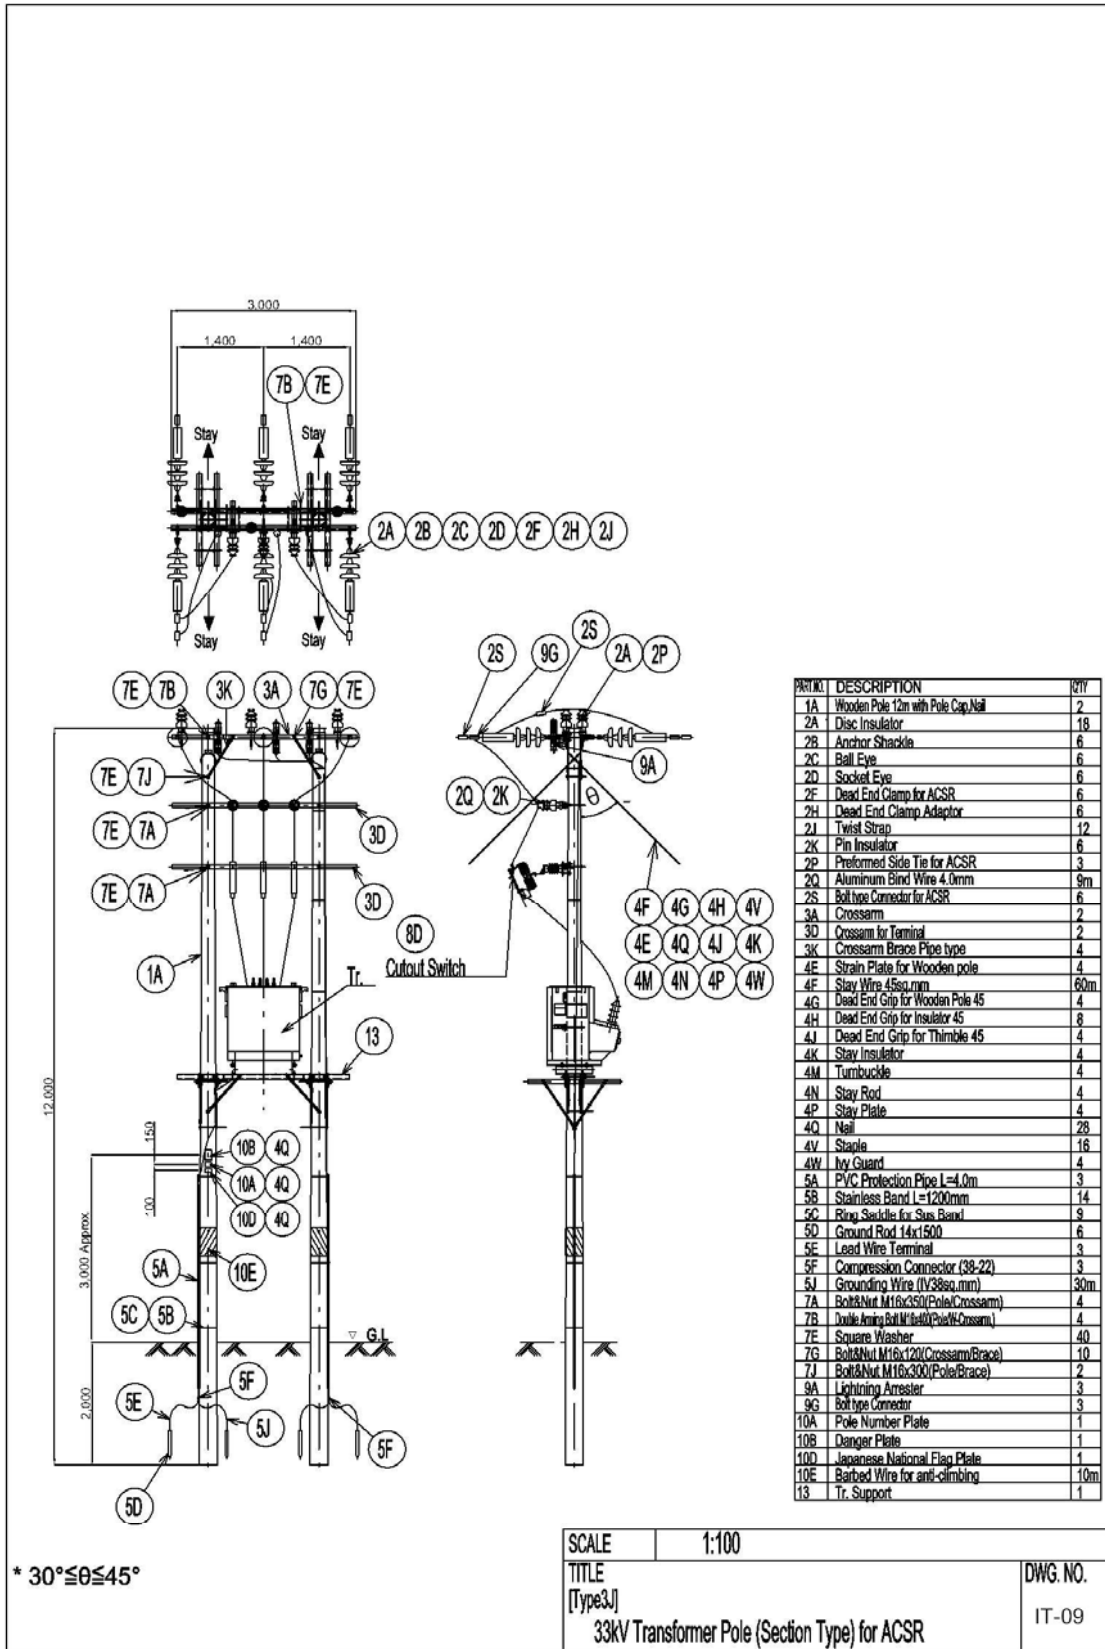 3,000
1,400 1,400
7B 7E
Stay Stay
2A 2B 2C 2D 2F 2H 2J
Stay Stay
2S 9G 2S 2A 2P
7E 7B 3K 3A 7G 7E
7E 7J
9A
2Q 2K θ
7E 7A 3D
7E 7A 3D
4F 4G 4H 4V
8D 4E 4Q 4J 4K
Cutout Switch 4M 4N 4P 4W
1A
Tr.
13
12,000
150
10B 4Q
10A 4Q
100
10D 4Q
3,000 Approx
5A 10E
5C 5B
G.L
2,000
5F
5E 5J 5F
5D
PART NO. DESCRIPTION QTY
1A Wooden Pole 12m with Pole Cap,Nail 2
2A Disc Insulator 18
2B Anchor Shackle 6
2C Ball Eye 6
2D Socket Eye 6
2F Dead End Clamp for ACSR 6
2H Dead End Clamp Adaptor 6
2J Twist Strap 12
2K Pin Insulator 6
2P Preformed Side Tie for ACSR 3
2Q Aluminum Bind Wire 4.0mm 9m
2S Bolt type Connector for ACSR 6
3A Crossarm 2
3D Crossarm for Terminal 2
3K Crossarm Brace Pipe type 4
4E Strain Plate for Wooden pole 4
4F Stay Wire 45sq.mm 60m
4G Dead End Grip for Wooden Pole 45 4
4H Dead End Grip for Insulator 45 8
4J Dead End Grip for Thimble 45 4
4K Stay Insulator 4
4M Turnbuckle 4
4N Stay Rod 4
4P Stay Plate 4
4Q Nail 28
4V Staple 16
4W Ivy Guard 4
5A PVC Protection Pipe L=4.0m 3
5B Stainless Band L=1200mm 14
5C Ring Saddle for Sus Band 9
5D Ground Rod 14x1500 6
5E Lead Wire Terminal 3
5F Compression Connector (38-22) 3
5J Grounding Wire (IV38sq.mm) 30m
7A Bolt&Nut M16x350(Pole/Crossarm) 4
7B Double Arming Bolt M16x400(Pole/W-Crossarm,) 4
7E Square Washer 40
7G Bolt&Nut M16x120(Crossarm/Brace) 10
7J Bolt&Nut M16x300(Pole/Brace) 2
9A Lightning Arrester 3
9G Bolt type Connector 3
10A Pole Number Plate 1
10B Danger Plate 1
10D Japanese National Flag Plate 1
10E Barbed Wire for anti-climbing 10m
13 Tr. Support 1
* 30°≦θ≦45°
SCALE 1:100
TITLE
[Type3J]
33kV Transformer Pole (Section Type) for ACSR
DWG. NO.
IT-09